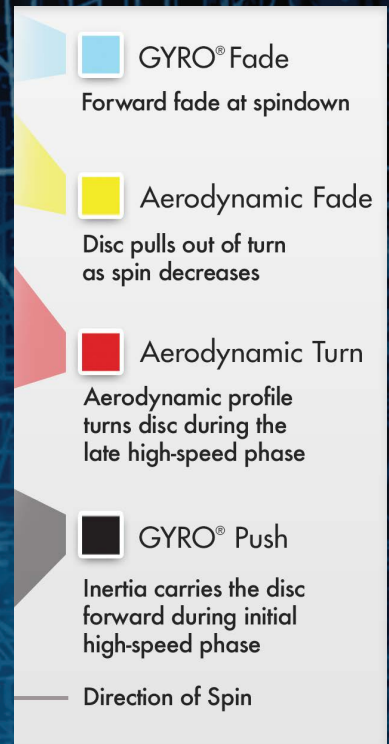 GYRO® Fade
Forward fade at spindown
Aerodynamic Fade
Disc pulls out of turn
as spin decreases
Aerodynamic Turn
Aerodynamic profile
turns disc during the
late high-speed phase
GYRO® Push
Inertia carries the disc
forward during initial
high-speed phase
Direction of Spin